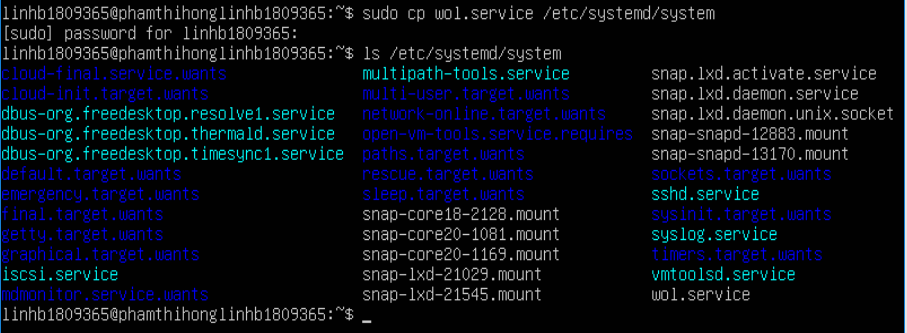 linhb1809365@phamthihonglinhb1809365:~$ sudo cp wol.service /etc/systemd/system
[sudo] password for linhb1809365:
linhb1809365@phamthihonglinhb1809365:~$ ls /etc/systemd/system
cloud-final.service.wants multipath-tools.service snap.lxd.activate.service
cloud-init.target.wants multi-user.target.wants snap.lxd.daemon.service
dbus-org.freedesktop.resolve1.service network-online.target.wants snap.lxd.daemon.unix.socket
dbus-org.freedesktop.thermald.service open-vm-tools.service.requires snap-snapd-12883.mount
dbus-org.freedesktop.timesync1.service paths.target.wants snap-snapd-13170.mount
default.target.wants rescue.target.wants sockets.target.wants
emergency.target.wants sleep.target.wants sshd.service
final.target.wants snap-core18-2128.mount sysinit.target.wants
getty.target.wants snap-core20-1081.mount syslog.service
graphical.target.wants snap-core20-1169.mount timers.target.wants
iscsi.service snap-lxd-21029.mount vmtoolsd.service
mdmonitor.service.wants snap-lxd-21545.mount wol.service
linhb1809365@phamthihonglinhb1809365:~$ _